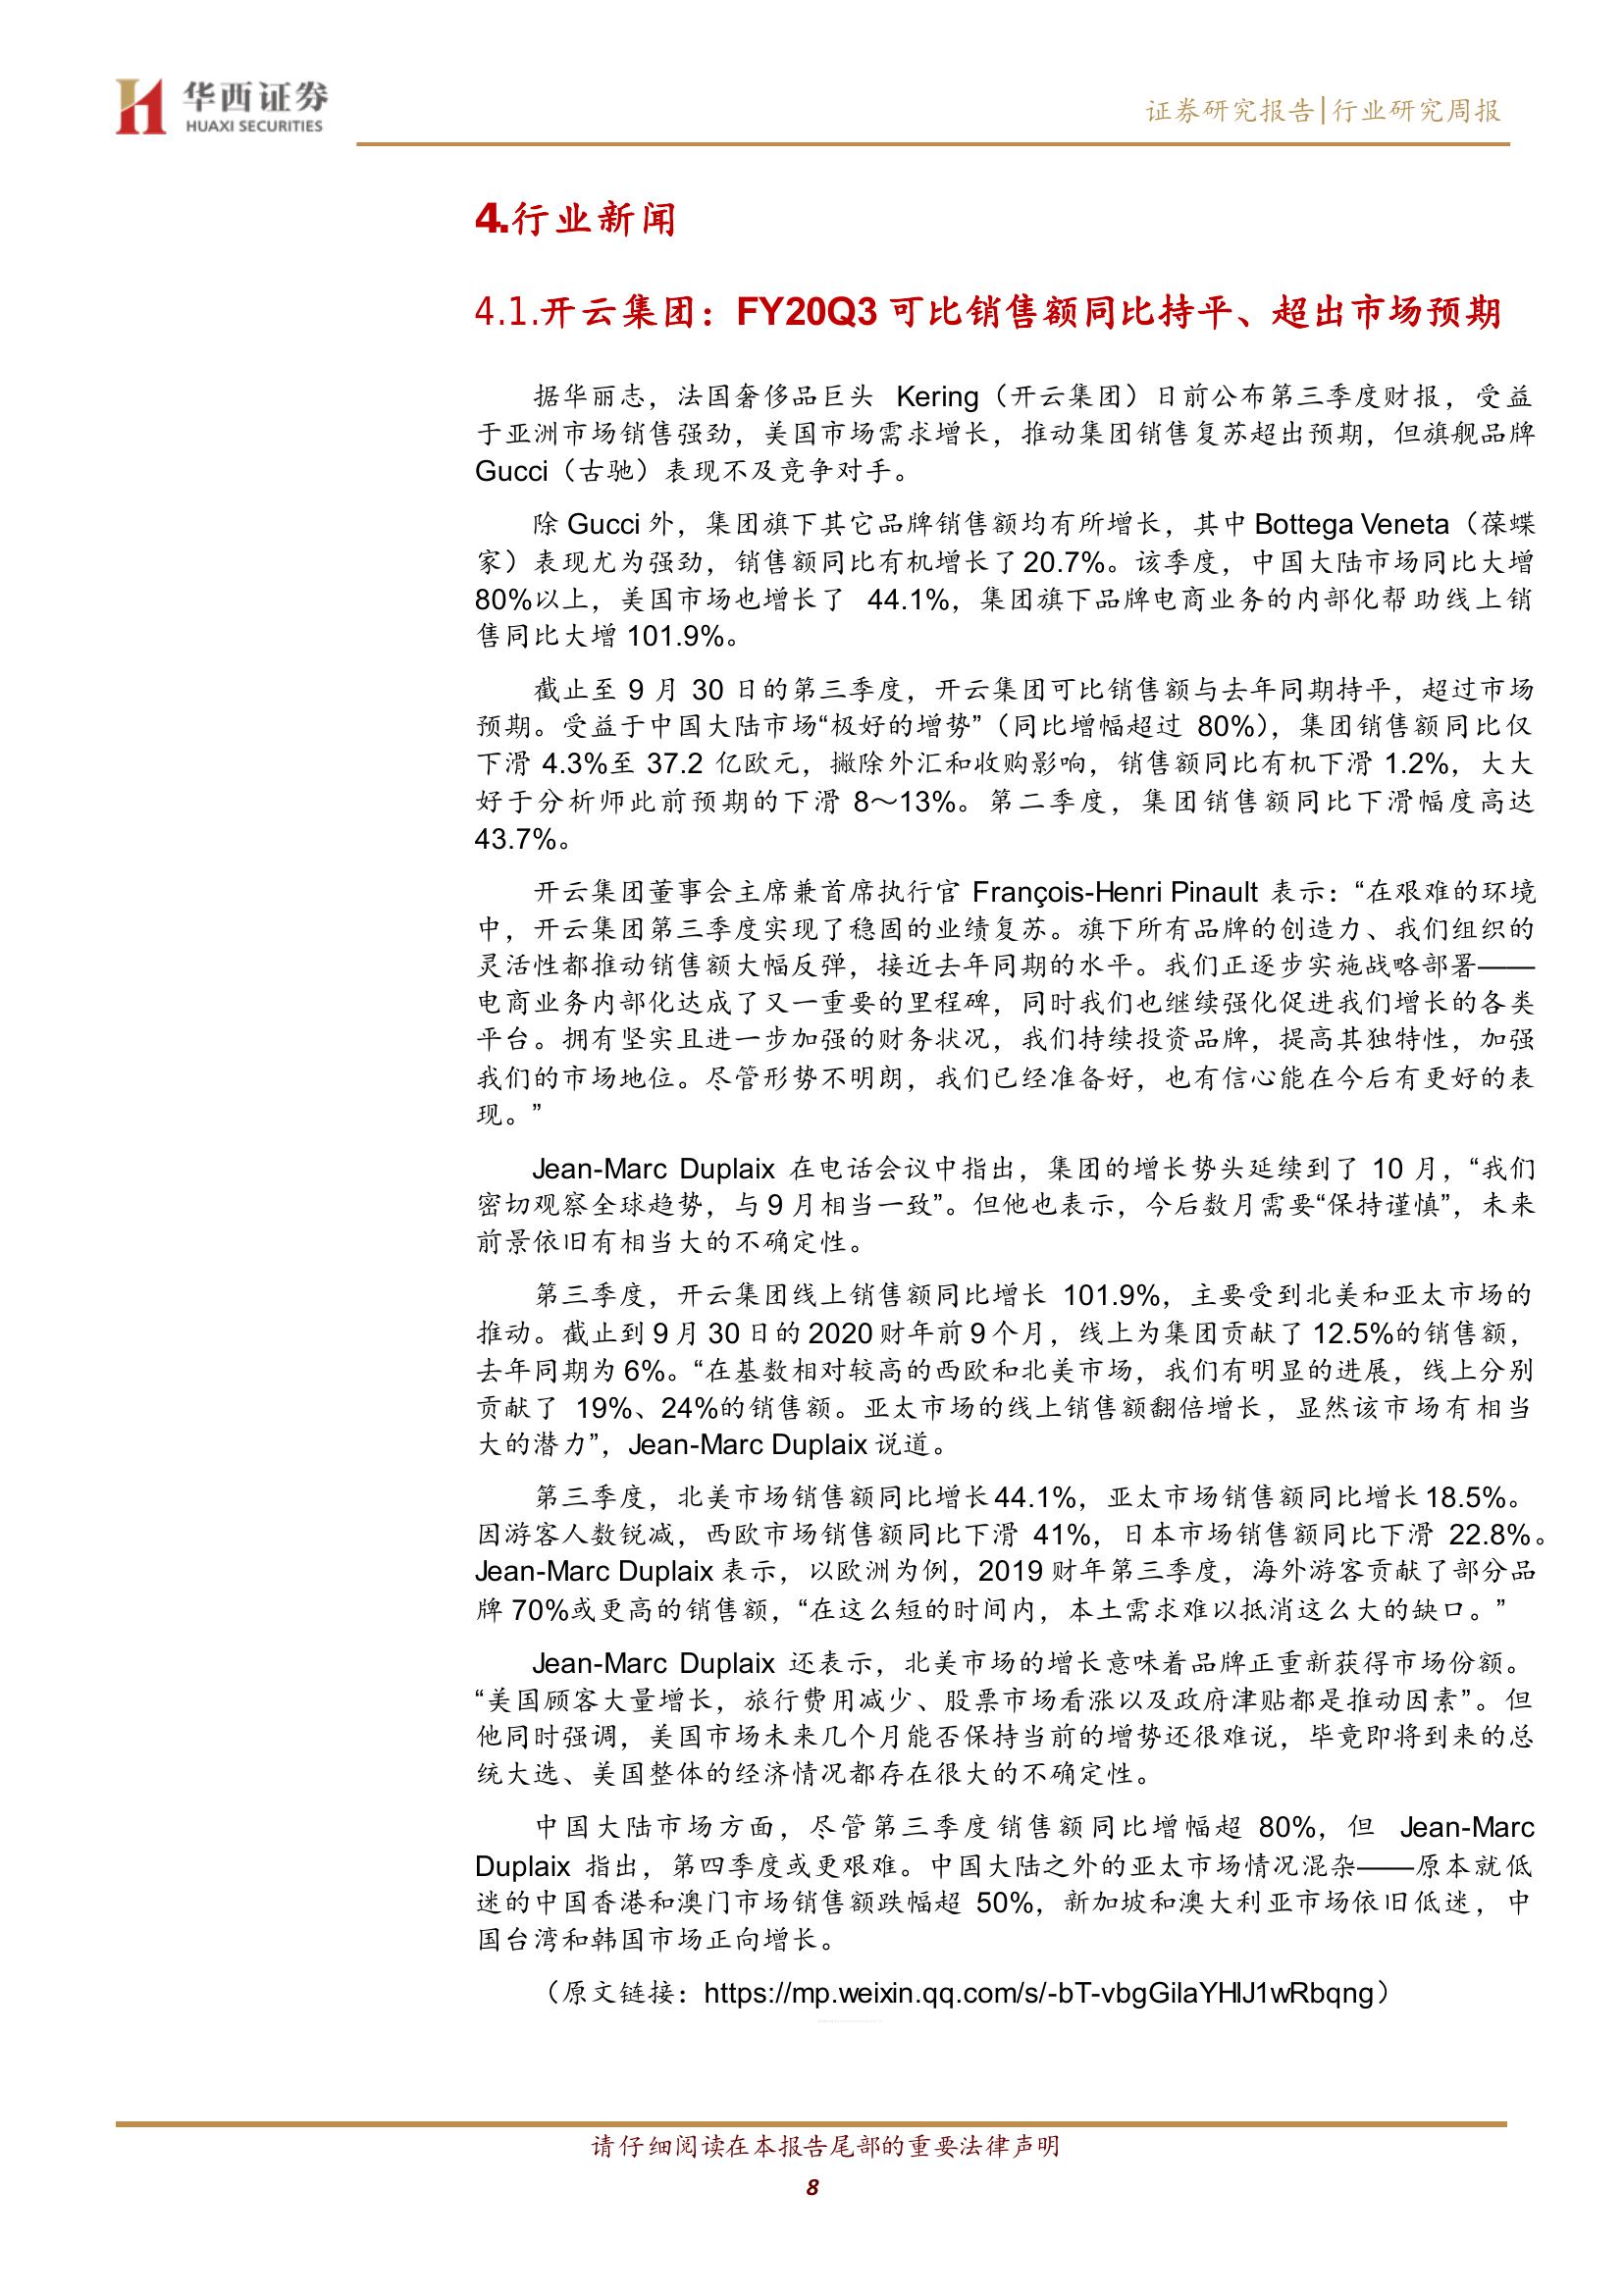 华西证券
HUAXI SECURITIES
证券研究报告|行业研究周报
4.行业新闻
4.1.开云集团：FY20Q3 可比销售额同比持平、超出市场预期
据华丽志，法国奢侈品巨头 Kering（开云集团）日前公布第三季度财报，受益
于亚洲市场销售强劲，美国市场需求增长，推动集团销售复苏超出预期，但旗舰品牌
Gucci（古驰）表现不及竞争对手。
除 Gucci 外，集团旗下其它品牌销售额均有所增长，其中 Bottega Veneta（葆蝶
家）表现尤为强劲，销售额同比有机增长了 20.7%。该季度，中国大陆市场同比大增
80%以上，美国市场也增长了 44.1%，集团旗下品牌电商业务的内部化帮助线上销
售同比大增 101.9%。
截止至 9 月 30 日的第三季度，开云集团可比销售额与去年同期持平，超过市场
预期。受益于中国大陆市场“极好的增势”（同比增幅超过 80%），集团销售额同比仅
下滑 4.3%至 37.2 亿欧元，撇除外汇和收购影响，销售额同比有机下滑 1.2%，大大
好于分析师此前预期的下滑 8～13%。第二季度，集团销售额同比下滑幅度高达
43.7%。
开云集团董事会主席兼首席执行官 François-Henri Pinault 表示：“在艰难的环境
中，开云集团第三季度实现了稳固的业绩复苏。旗下所有品牌的创造力、我们组织的
灵活性都推动销售额大幅反弹，接近去年同期的水平。我们正逐步实施战略部署——
电商业务内部化达成了又一重要的里程碑，同时我们也继续强化促进我们增长的各类
平台。拥有坚实且进一步加强的财务状况，我们持续投资品牌，提高其独特性，加强
我们的市场地位。尽管形势不明朗，我们已经准备好，也有信心能在今后有更好的表
现。”
Jean-Marc Duplaix 在电话会议中指出，集团的增长势头延续到了 10 月，“我们
密切观察全球趋势，与 9 月相当一致”。但他也表示，今后数月需要“保持谨慎”，未来
前景依旧有相当大的不确定性。
第三季度，开云集团线上销售额同比增长 101.9%，主要受到北美和亚太市场的
推动。截止到 9 月 30 日的 2020 财年前 9 个月，线上为集团贡献了 12.5%的销售额，
去年同期为 6%。“在基数相对较高的西欧和北美市场，我们有明显的进展，线上分别
贡献了 19%、24%的销售额。亚太市场的线上销售额翻倍增长，显然该市场有相当
大的潜力”，Jean-Marc Duplaix 说道。
第三季度，北美市场销售额同比增长 44.1%，亚太市场销售额同比增长 18.5%。
因游客人数锐减，西欧市场销售额同比下滑 41%，日本市场销售额同比下滑 22.8%。
Jean-Marc Duplaix 表示，以欧洲为例，2019 财年第三季度，海外游客贡献了部分品
牌 70%或更高的销售额，“在这么短的时间内，本土需求难以抵消这么大的缺口。”
Jean-Marc Duplaix 还表示，北美市场的增长意味着品牌正重新获得市场份额。
“美国顾客大量增长，旅行费用减少、股票市场看涨以及政府津贴都是推动因素”。但
他同时强调，美国市场未来几个月能否保持当前的增势还很难说，毕竟即将到来的总
统大选、美国整体的经济情况都存在很大的不确定性。
中国大陆市场方面，尽管第三季度销售额同比增幅超 80%，但 Jean-Marc
Duplaix 指出，第四季度或更艰难。中国大陆之外的亚太市场情况混杂——原本就低
迷的中国香港和澳门市场销售额跌幅超 50%，新加坡和澳大利亚市场依旧低迷，中
国台湾和韩国市场正向增长。
（原文链接：https://mp.weixin.qq.com/s/-bT-vbgGilaYHlJ1wRbqng）
请仔细阅读在本报告尾部的重要法律声明
8